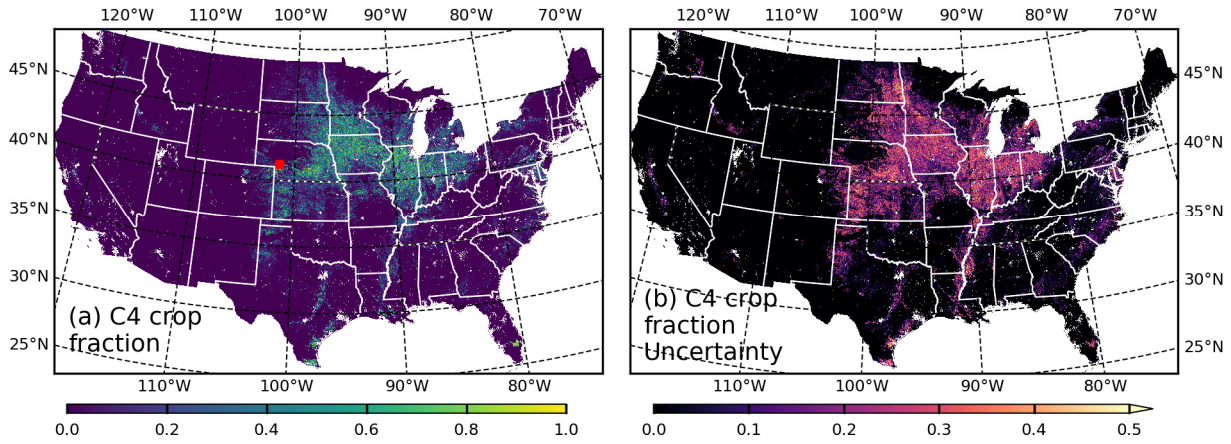 120°W 110°W 100°W 90°W 80°W 70°W
120°W 110°W 100°W 90°W 80°W 70°W
45°N
40°N
35°N
30°N
25°N
45°N
40°N
35°N
30°N
25°N
(a) C4 crop
fraction
(b) C4 crop
fraction
Uncertainty
110°W 100°W 90°W 80°W
110°W 100°W 90°W 80°W
0.0 0.2 0.4 0.6 0.8 1.0
0.0 0.1 0.2 0.3 0.4 0.5